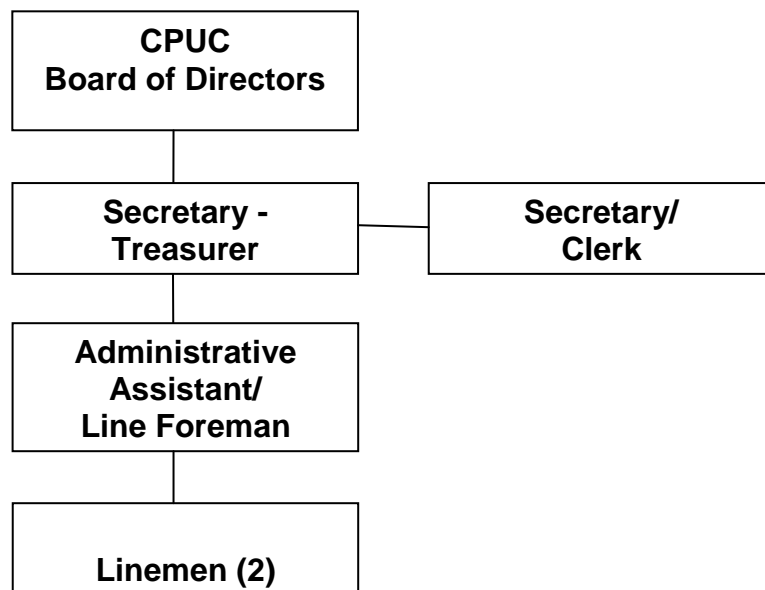 CPUC
Board of Directors
Secretary -
Treasurer
Secretary/
Clerk
Administrative
Assistant/
Line Foreman
Linemen (2)